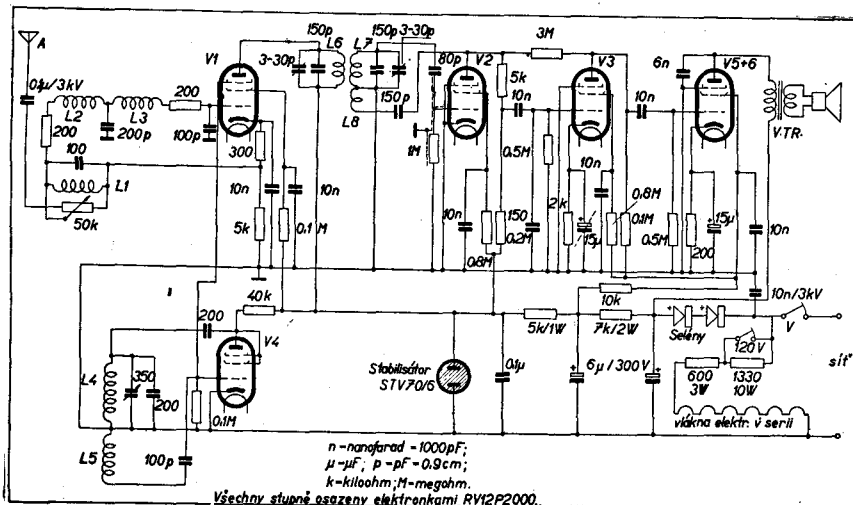 A
0,1μ/3kV
L2
L3
200
200
200p
100p
100
L1
50k
V1
300
10n
5k
0,1M
10n
150p
3-30p
L6
L7
150p
3-30p
L8
150p
80p
V2
1M
10n
0,8M
5k
10n
0,5M
150
0,2M
3M
V3
2k
15μ
10n
0,8M
0,1M
10n
6n
V5+6
0,5M
200
15μ
10n
V.TR.
40k
200
V4
L4
350
200
L5
100p
0,1M
Stabilisátor
STV70/6
0,1μ
5k/1W
10k
7k/2W
6μ/300V
Selény
10n/3kV
V
120V
600
3W
1330
10W
síť
vlákna elektr. v serii
n-nanofarad = 1000pF;
μ-μF; p-pF=0,9cm;
k-kiloohm; M-megohm.
Všechny stupně osazeny elektronkami RV12P2000.